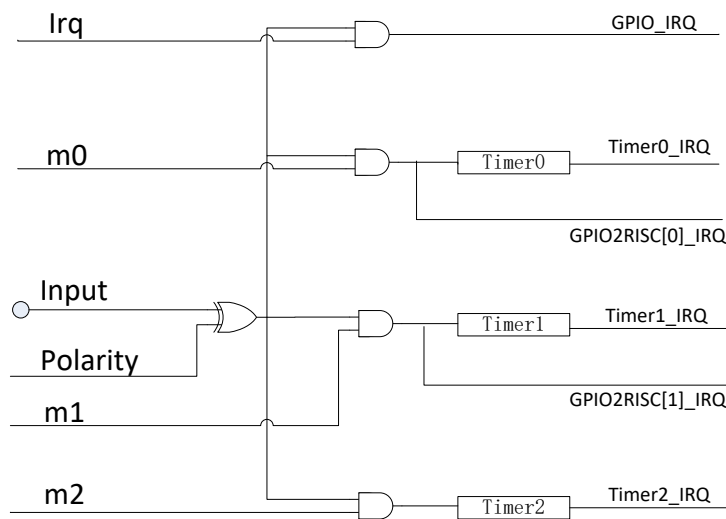 Irq
GPIO_IRQ
m0
Timer0
Timer0_IRQ
GPIO2RISC[0]_IRQ
Input
Timer1
Timer1_IRQ
Polarity
GPIO2RISC[1]_IRQ
m1
m2
Timer2
Timer2_IRQ